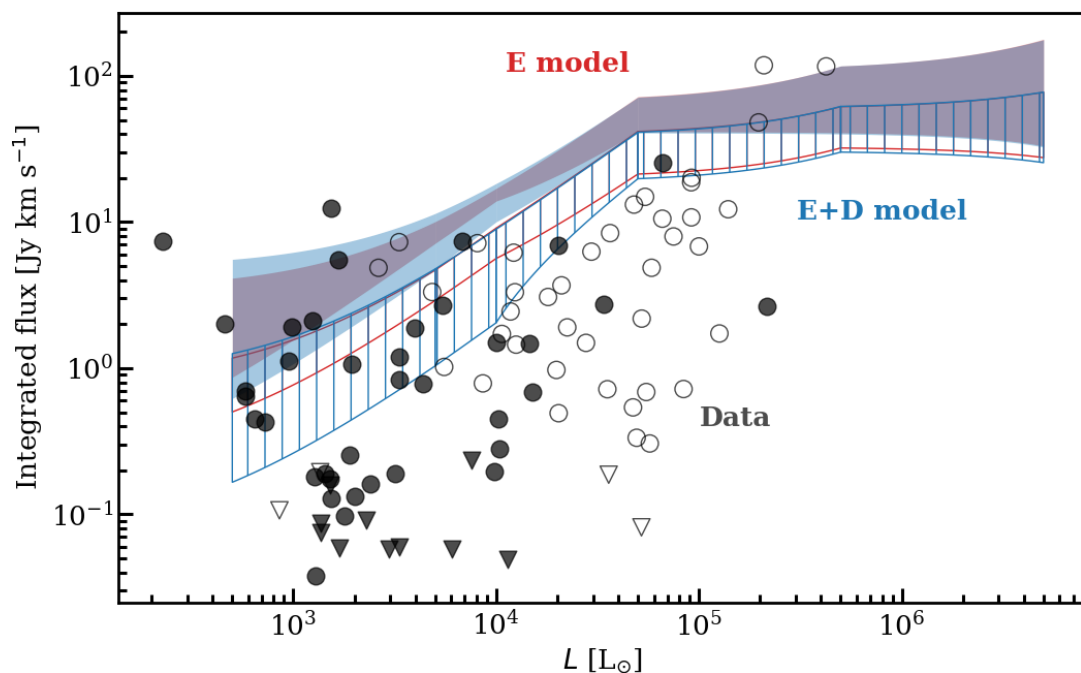 E model
E+D model
Data
Integrated flux [Jy km s⁻¹]
10²
10¹
10⁰
10⁻¹
10³
10⁴
10⁵
10⁶
L [L☉]